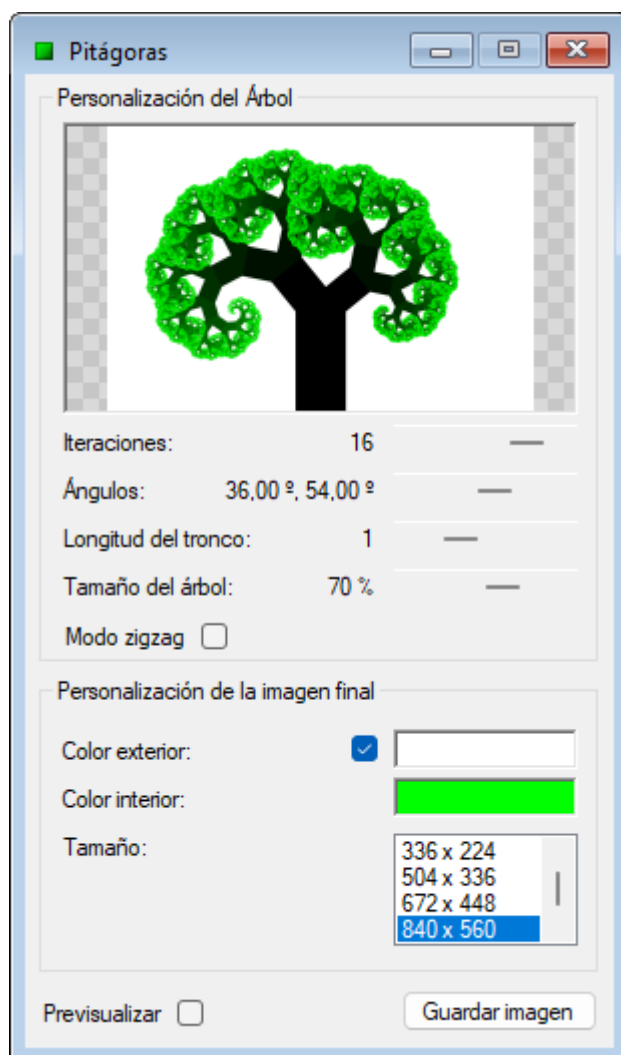 Pitágoras
Personalización del Árbol
Iteraciones: 16
Ángulos: 36,00 º, 54,00 º
Longitud del tronco: 1
Tamaño del árbol: 70 %
Modo zigzag
Personalización de la imagen final
Color exterior:
Color interior:
Tamaño:
336 x 224
504 x 336
672 x 448
840 x 560
Previsualizar
Guardar imagen